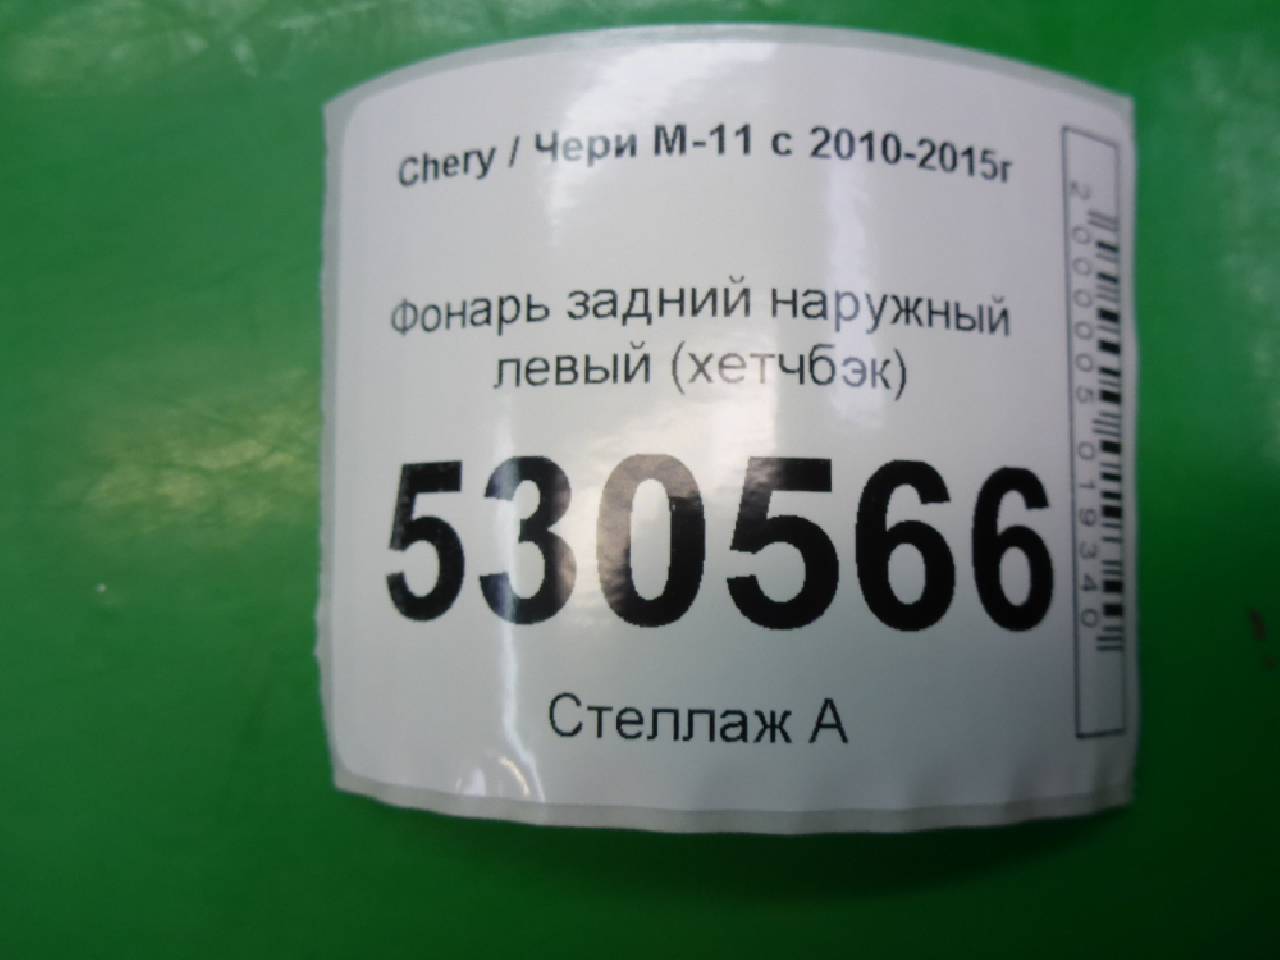 Chery / Чери М-11 с 2010-2015г
Фонарь задний наружный
левый (хетчбэк)
530566
Стеллаж А
2000005019340